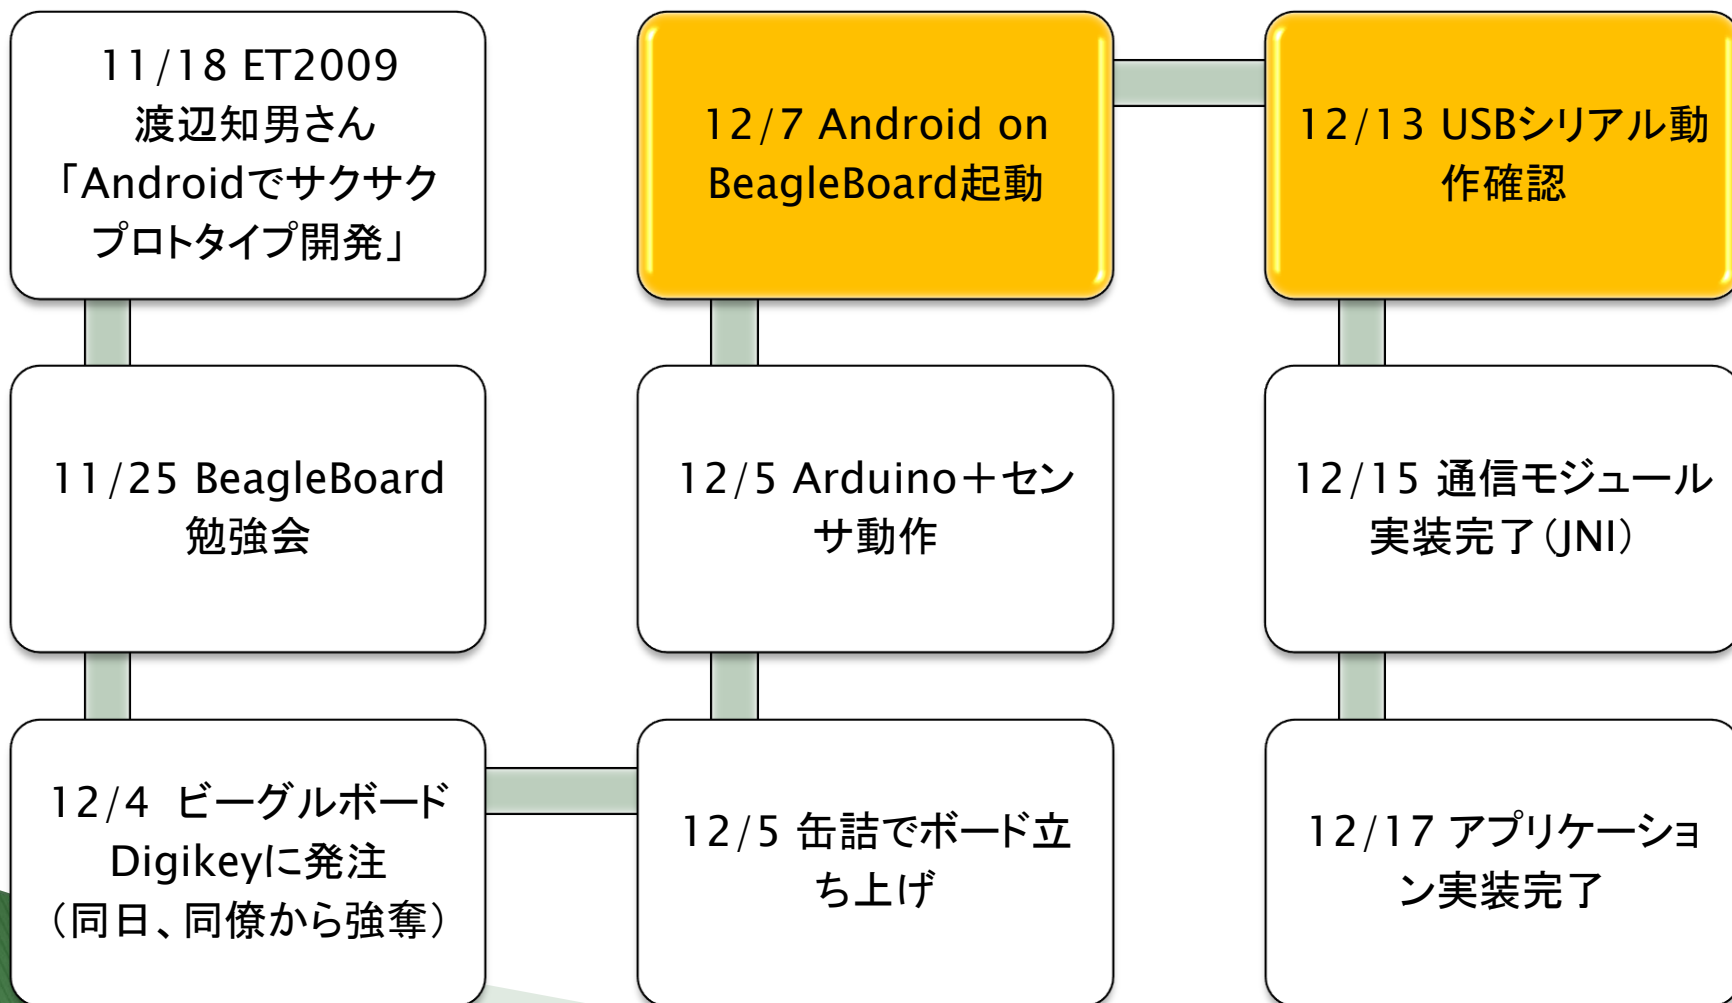 11/18 ET2009
渡辺知男さん
「Androidでサクサク
プロトタイプ開発」
11/25 BeagleBoard
勉強会
12/4 ビーグルボード
Digikeyに発注
（同日、同僚から強奪）
12/5 缶詰でボード立
ち上げ
12/5 Arduino＋セン
サ動作
12/7 Android on
BeagleBoard起動
12/13 USBシリアル動
作確認
12/15 通信モジュール
実装完了（JNI）
12/17 アプリケーショ
ン実装完了